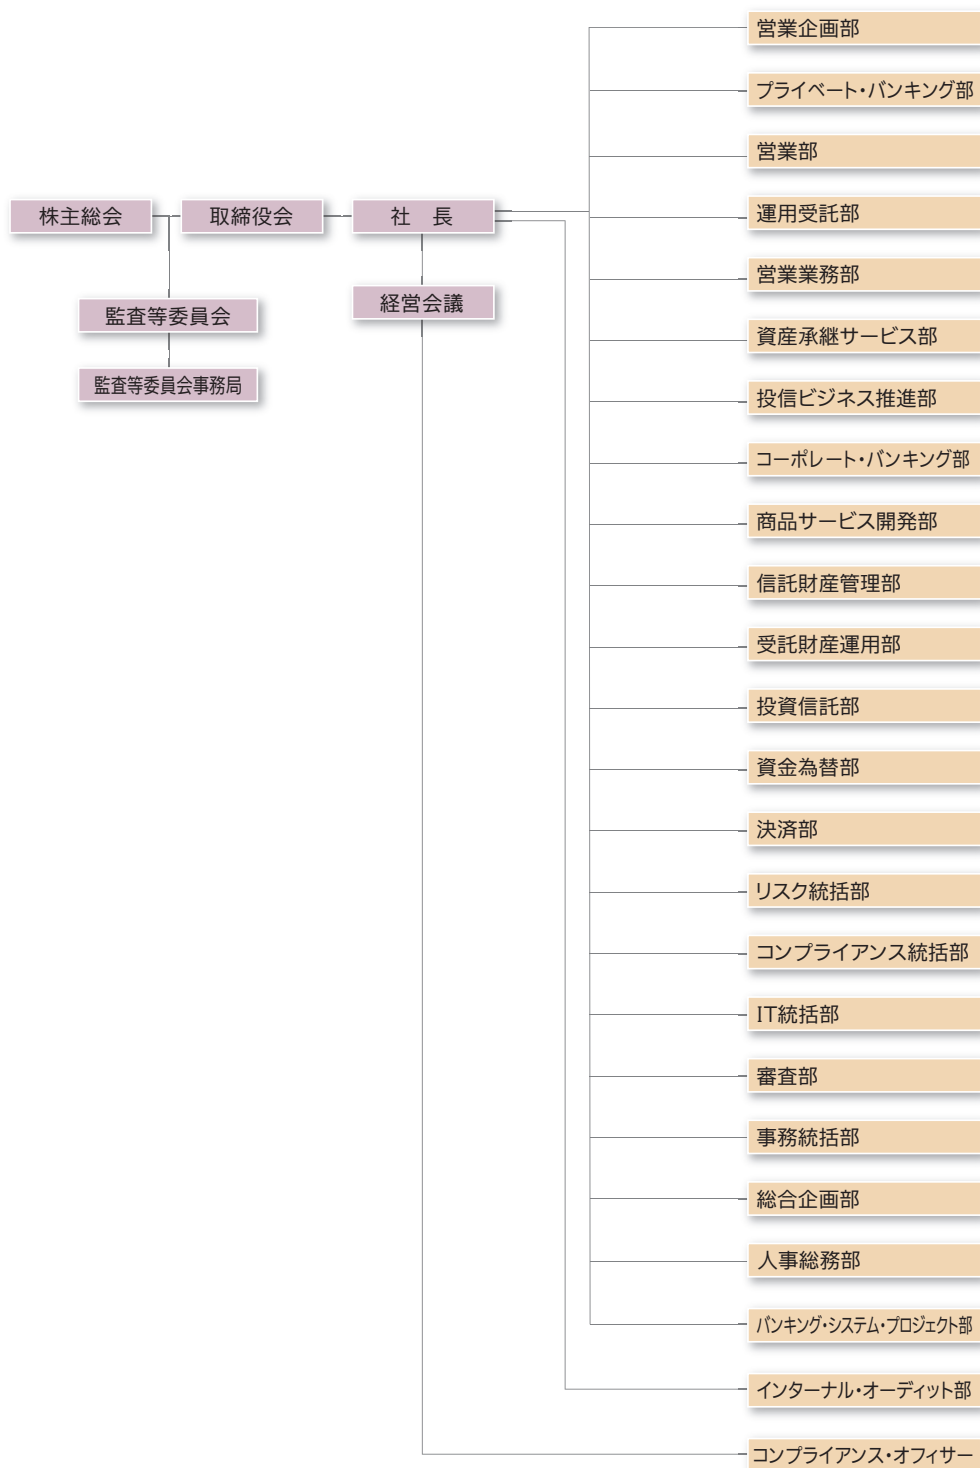 株主総会
取締役会
社　長
監査等委員会
経営会議
監査等委員会事務局
営業企画部
プライベート・バンキング部
営業部
運用受託部
営業業務部
資産承継サービス部
投信ビジネス推進部
コーポレート・バンキング部
商品サービス開発部
信託財産管理部
受託財産運用部
投資信託部
資金為替部
決済部
リスク統括部
コンプライアンス統括部
IT統括部
審査部
事務統括部
総合企画部
人事総務部
バンキング・システム・プロジェクト部
インターナル・オーディット部
コンプライアンス・オフィサー